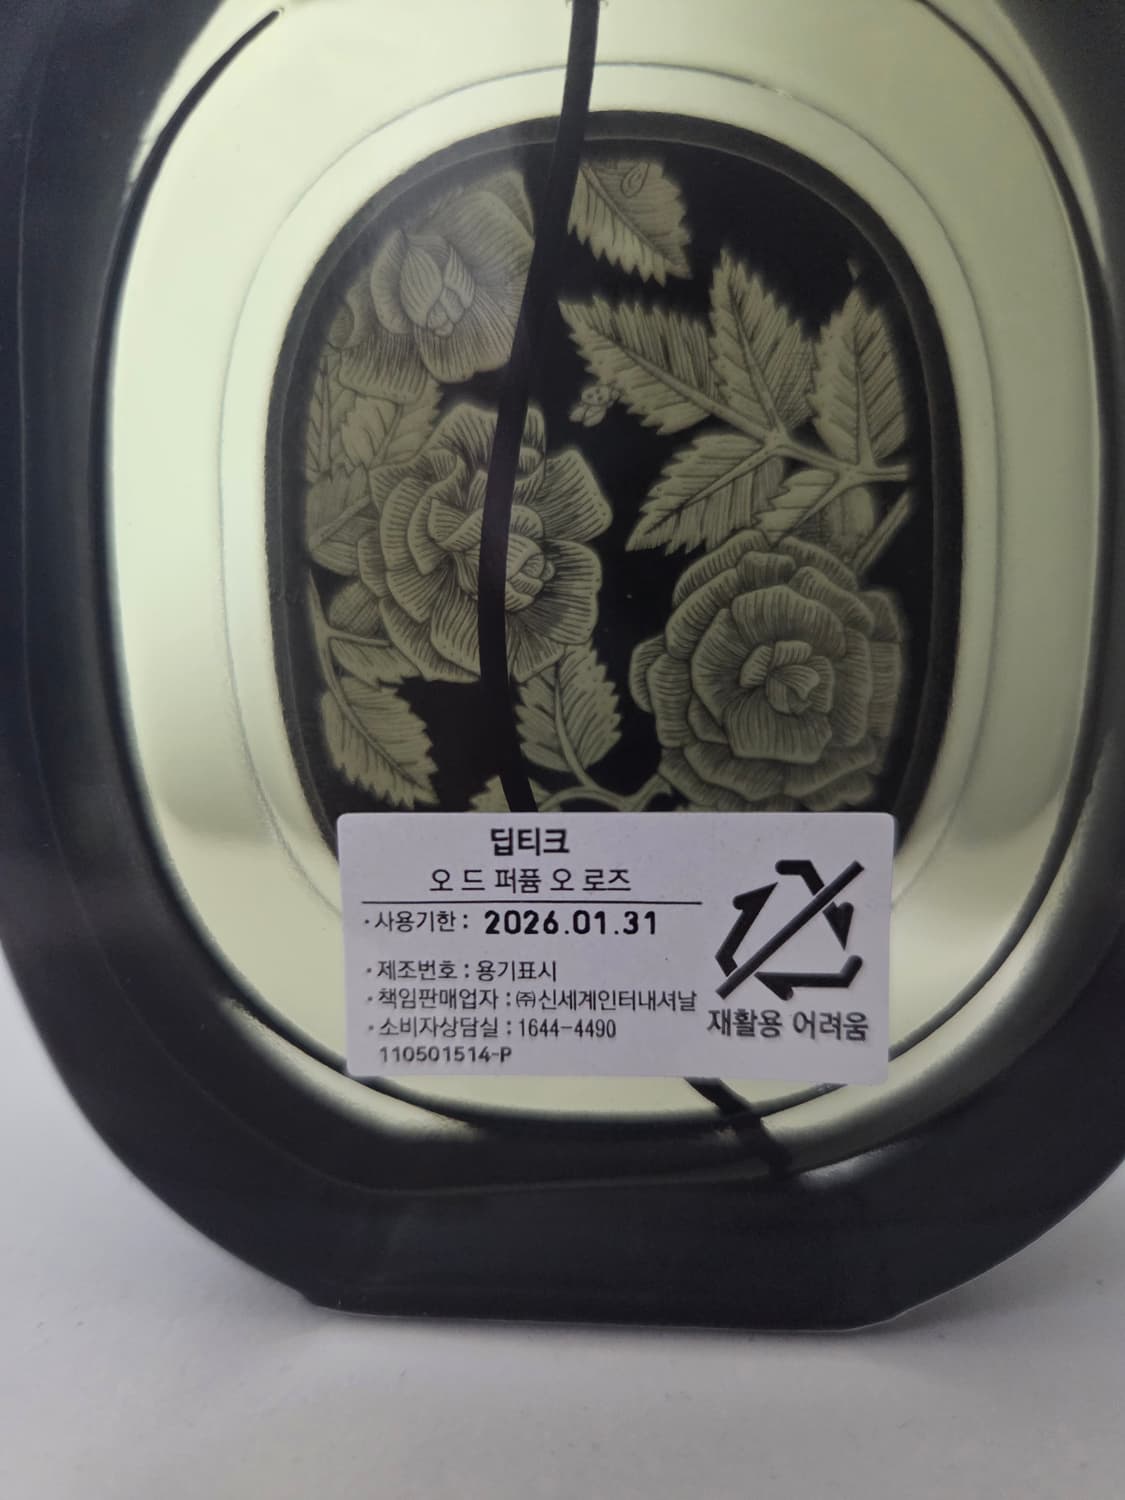 딥티크
오 드 퍼퓸 오 로즈
·사용기한 : 2026.01.31
·제조번호 : 용기표시
·책임판매업자 : ㈜신세계인터내셔날
·소비자상담실 : 1644-4490
110501514-P
재활용 어려움